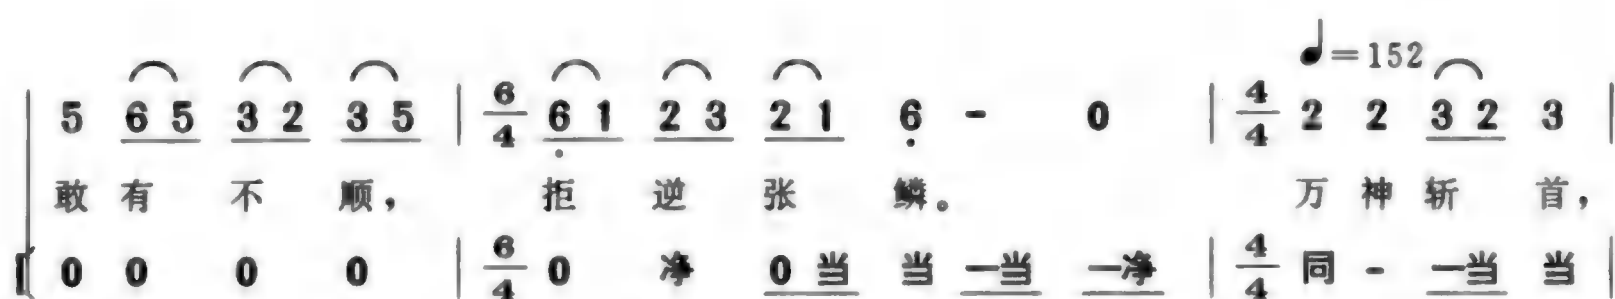 ♩=152
5 6 5 3 2 3 5 | 6/4 6 1 2 3 2 1 6 - 0 | 4/4 2 2 3 2 3 |
敢 有 不 顺， 拒 逆 张 鳞。 万 神 斩 首，
0 0 0 0 | 6/4 0 净 0 当 当 一当 一净 | 4/4 同 - 一当 当 |